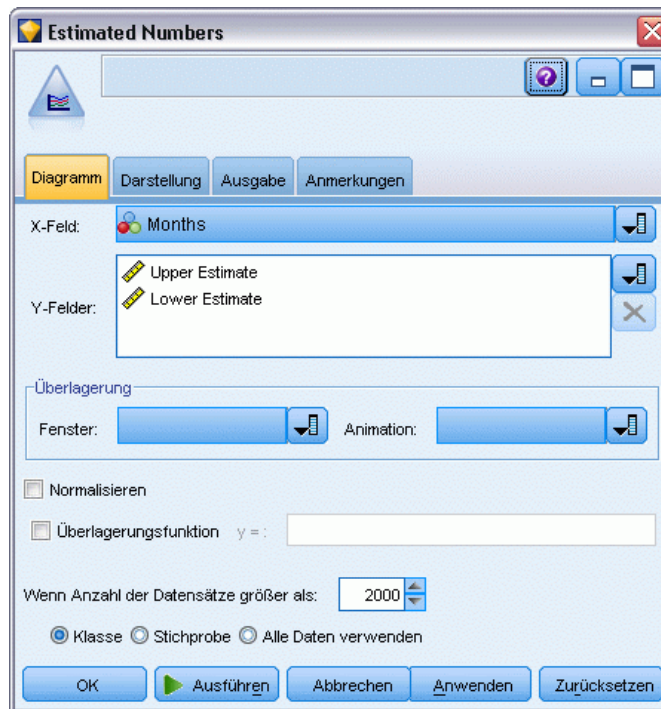 Estimated Numbers
Diagramm Darstellung Ausgabe Anmerkungen
X-Feld: Months
Y-Felder:
Upper Estimate
Lower Estimate
Überlagerung
Fenster: Animation:
Normalisieren
Überlagerungsfunktion y = :
Wenn Anzahl der Datensätze größer als: 2000
Klasse Stichprobe Alle Daten verwenden
OK Ausführen Abbrechen Anwenden Zurücksetzen